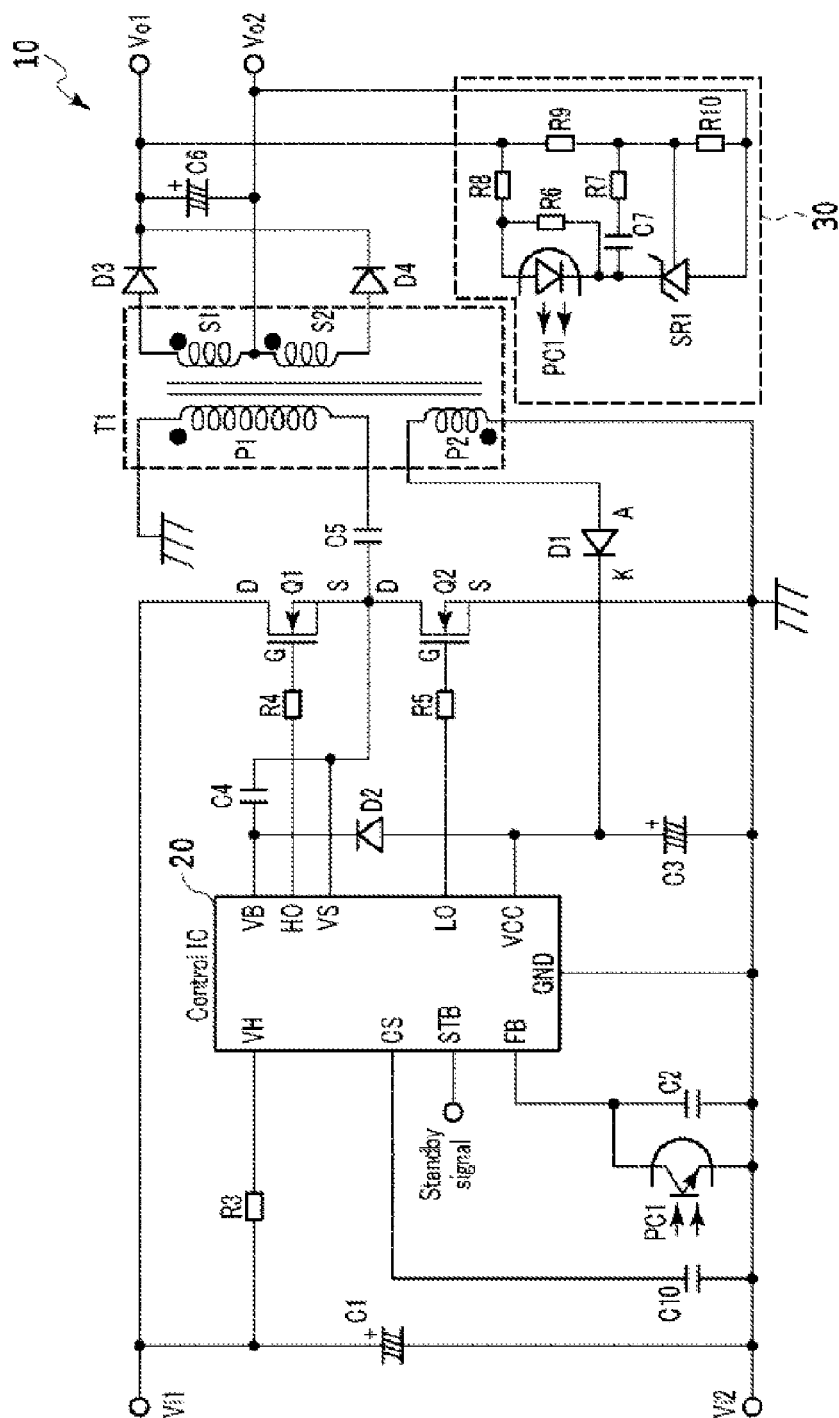 10
Vi1
Vi2
C1
R3
C10
PC1
C2
Standby
signal
Control IC
20
VH
CS
STB
FB
VB
HO
VS
LO
VCC
GND
C4
D2
C3
R4
R5
G
D
Q1
S
D
G
Q2
S
D1
A
K
C5
T1
P1
P2
S1
S2
D3
D4
C6
Vo1
Vo2
R8
R9
R6
R7
C7
R10
PC1
SR1
30